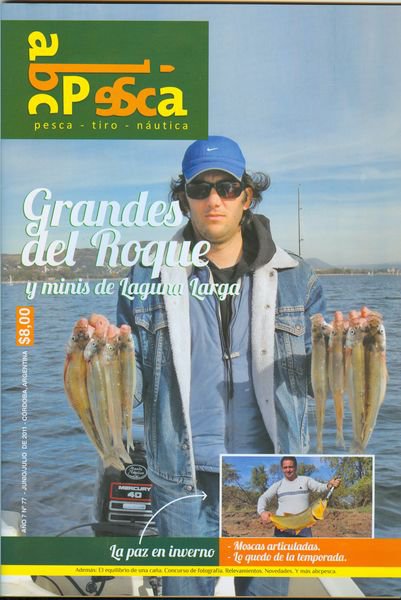 abc Pesca
pesca - tiro - náutica
Grandes
del Roque
y minis de Laguna Larga
$8,00
AÑO 7 N° 77 - JUNIO/JULIO DE 2011 - CÓRDOBA, ARGENTINA
MERCURY
40
La paz en invierno
- Moscas articuladas.
- Lo quedo de la temporada.
Además: El equilibrio de una caña. Concurso de fotografía. Relevamientos. Novedades. Y más abcpesca.